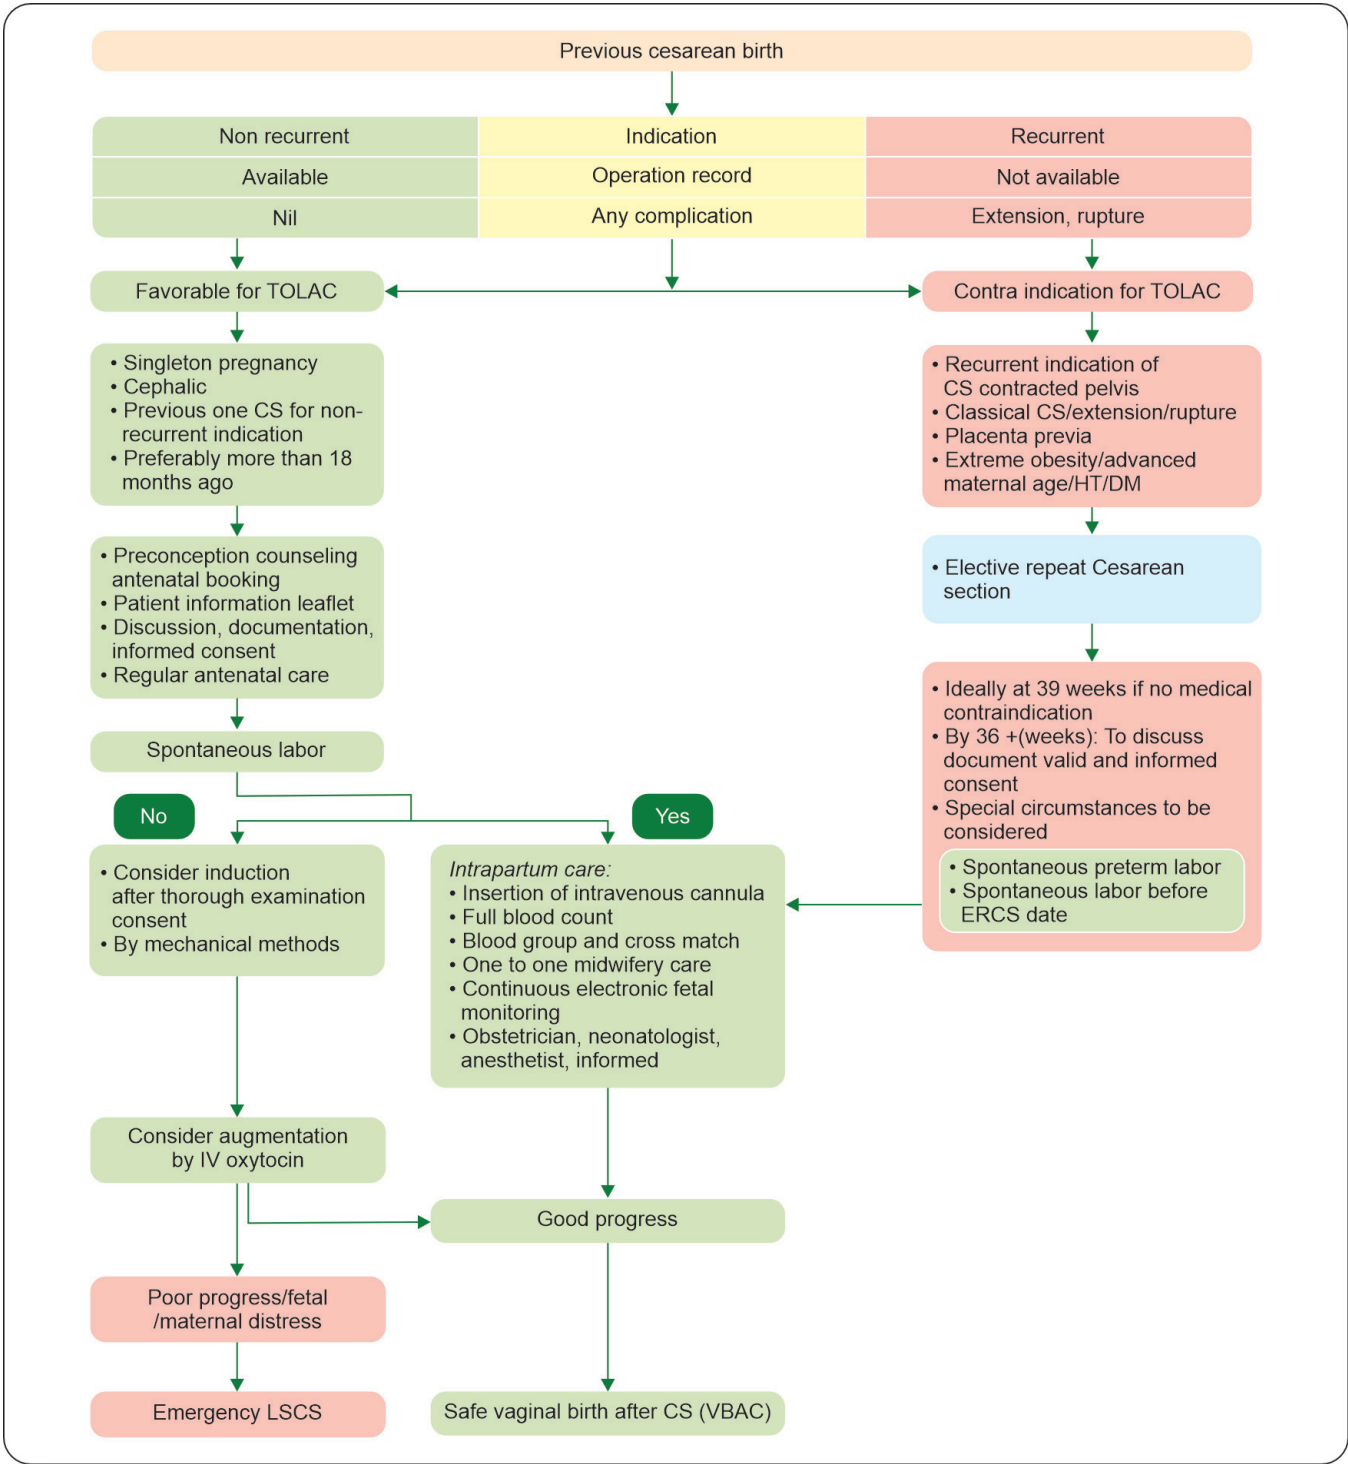 Previous cesarean birth
Non recurrent
Indication
Recurrent
Available
Operation record
Not available
Nil
Any complication
Extension, rupture
Favorable for TOLAC
Contra indication for TOLAC
• Singleton pregnancy
• Cephalic
• Previous one CS for non-
recurrent indication
• Preferably more than 18
months ago
• Recurrent indication of
CS contracted pelvis
• Classical CS/extension/rupture
• Placenta previa
• Extreme obesity/advanced
maternal age/HT/DM
• Preconception counseling
antenatal booking
• Patient information leaflet
• Discussion, documentation,
informed consent
• Regular antenatal care
• Elective repeat Cesarean
section
Spontaneous labor
• Ideally at 39 weeks if no medical
contraindication
• By 36 +(weeks): To discuss
document valid and informed
consent
• Special circumstances to be
considered
• Spontaneous preterm labor
• Spontaneous labor before
ERCS date
No
Yes
• Consider induction
after thorough examination
consent
• By mechanical methods
Intrapartum care:
• Insertion of intravenous cannula
• Full blood count
• Blood group and cross match
• One to one midwifery care
• Continuous electronic fetal
monitoring
• Obstetrician, neonatologist,
anesthetist, informed
Consider augmentation
by IV oxytocin
Good progress
Poor progress/fetal
/maternal distress
Emergency LSCS
Safe vaginal birth after CS (VBAC)